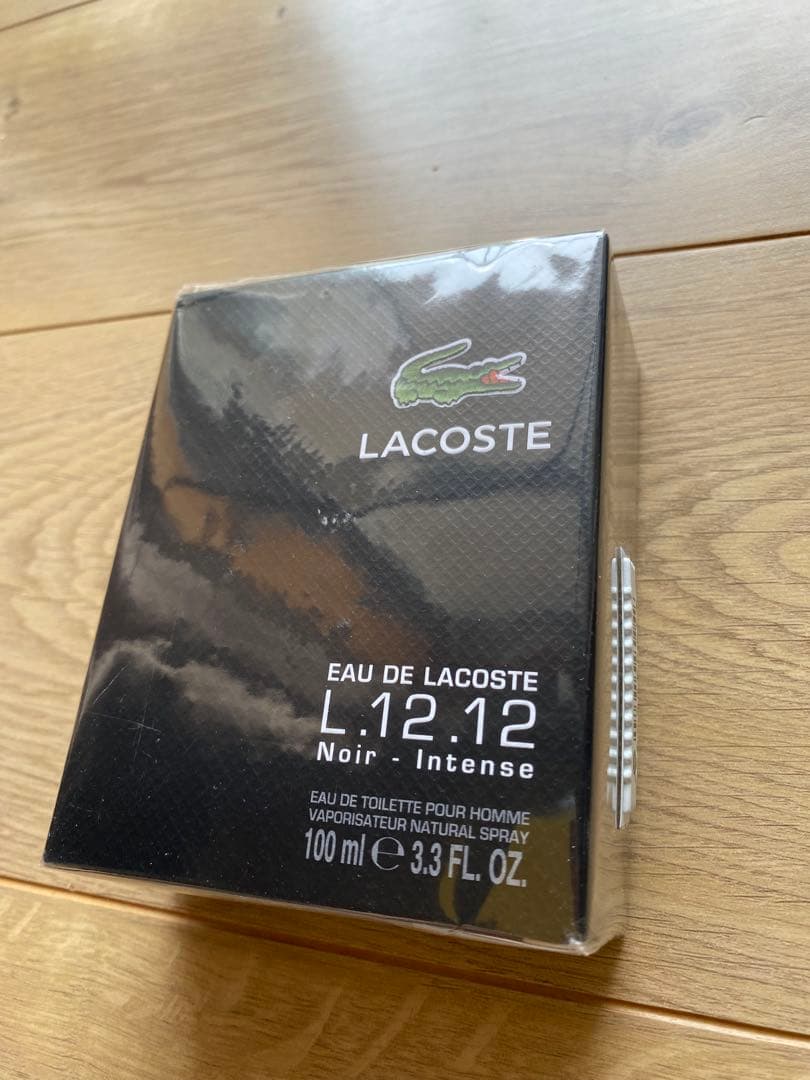 LACOSTE
EAU DE LACOSTE
L.12.12
Noir - Intense
EAU DE TOILETTE POUR HOMME
VAPORISATEUR NATURAL SPRAY
100 ml ℮ 3.3 FL. OZ.